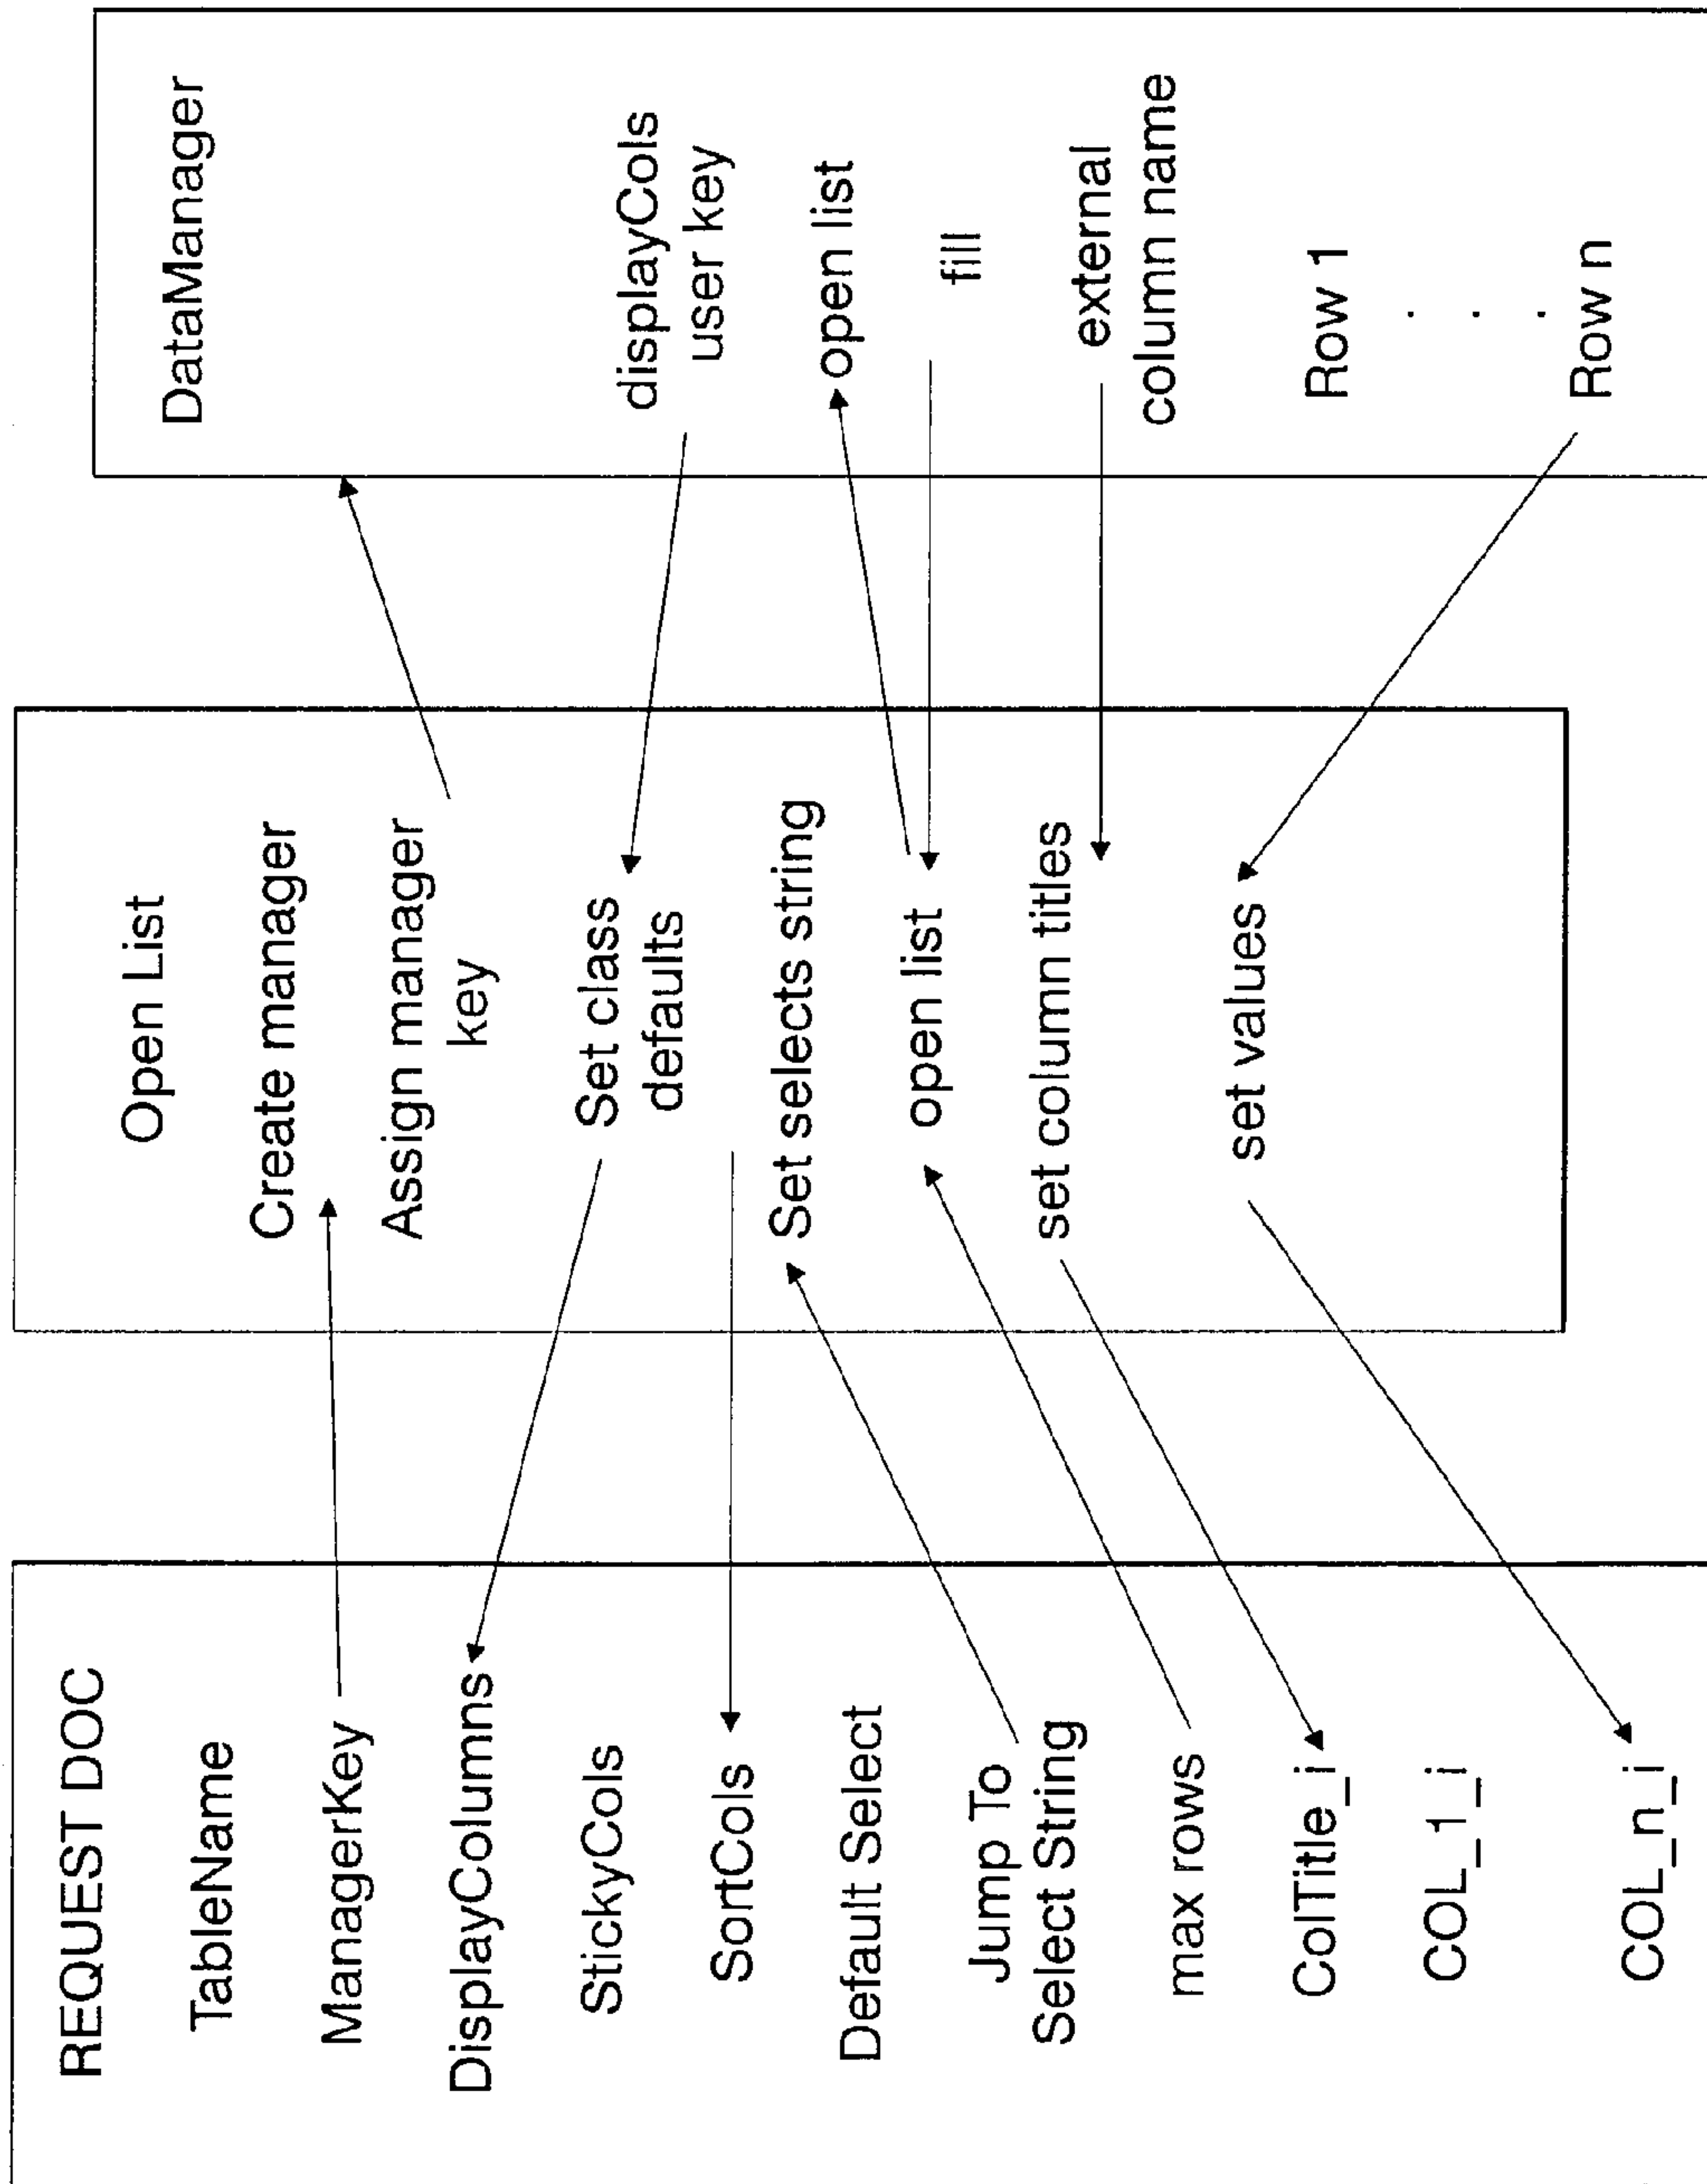 REQUEST DOC
TableName
ManagerKey
DisplayColumns
StickyCols
SortCols
Default Select
Jump To
Select String
max rows
ColTitle_i
COL_1_i
COL_n_i
Open List
Create manager
Assign manager
key
Set class
defaults
Set selects string
open list
set column titles
set values
DataManager
displayCols
user key
open list
fill
external
column name
Row 1
.
.
.
Row n